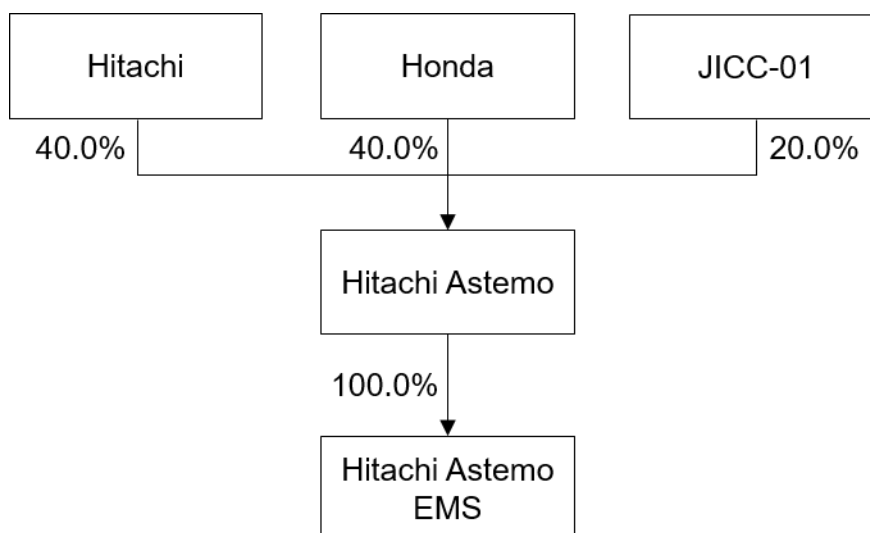 Hitachi
Honda
JICC-01
40.0%
40.0%
20.0%
Hitachi Astemo
100.0%
Hitachi Astemo
EMS